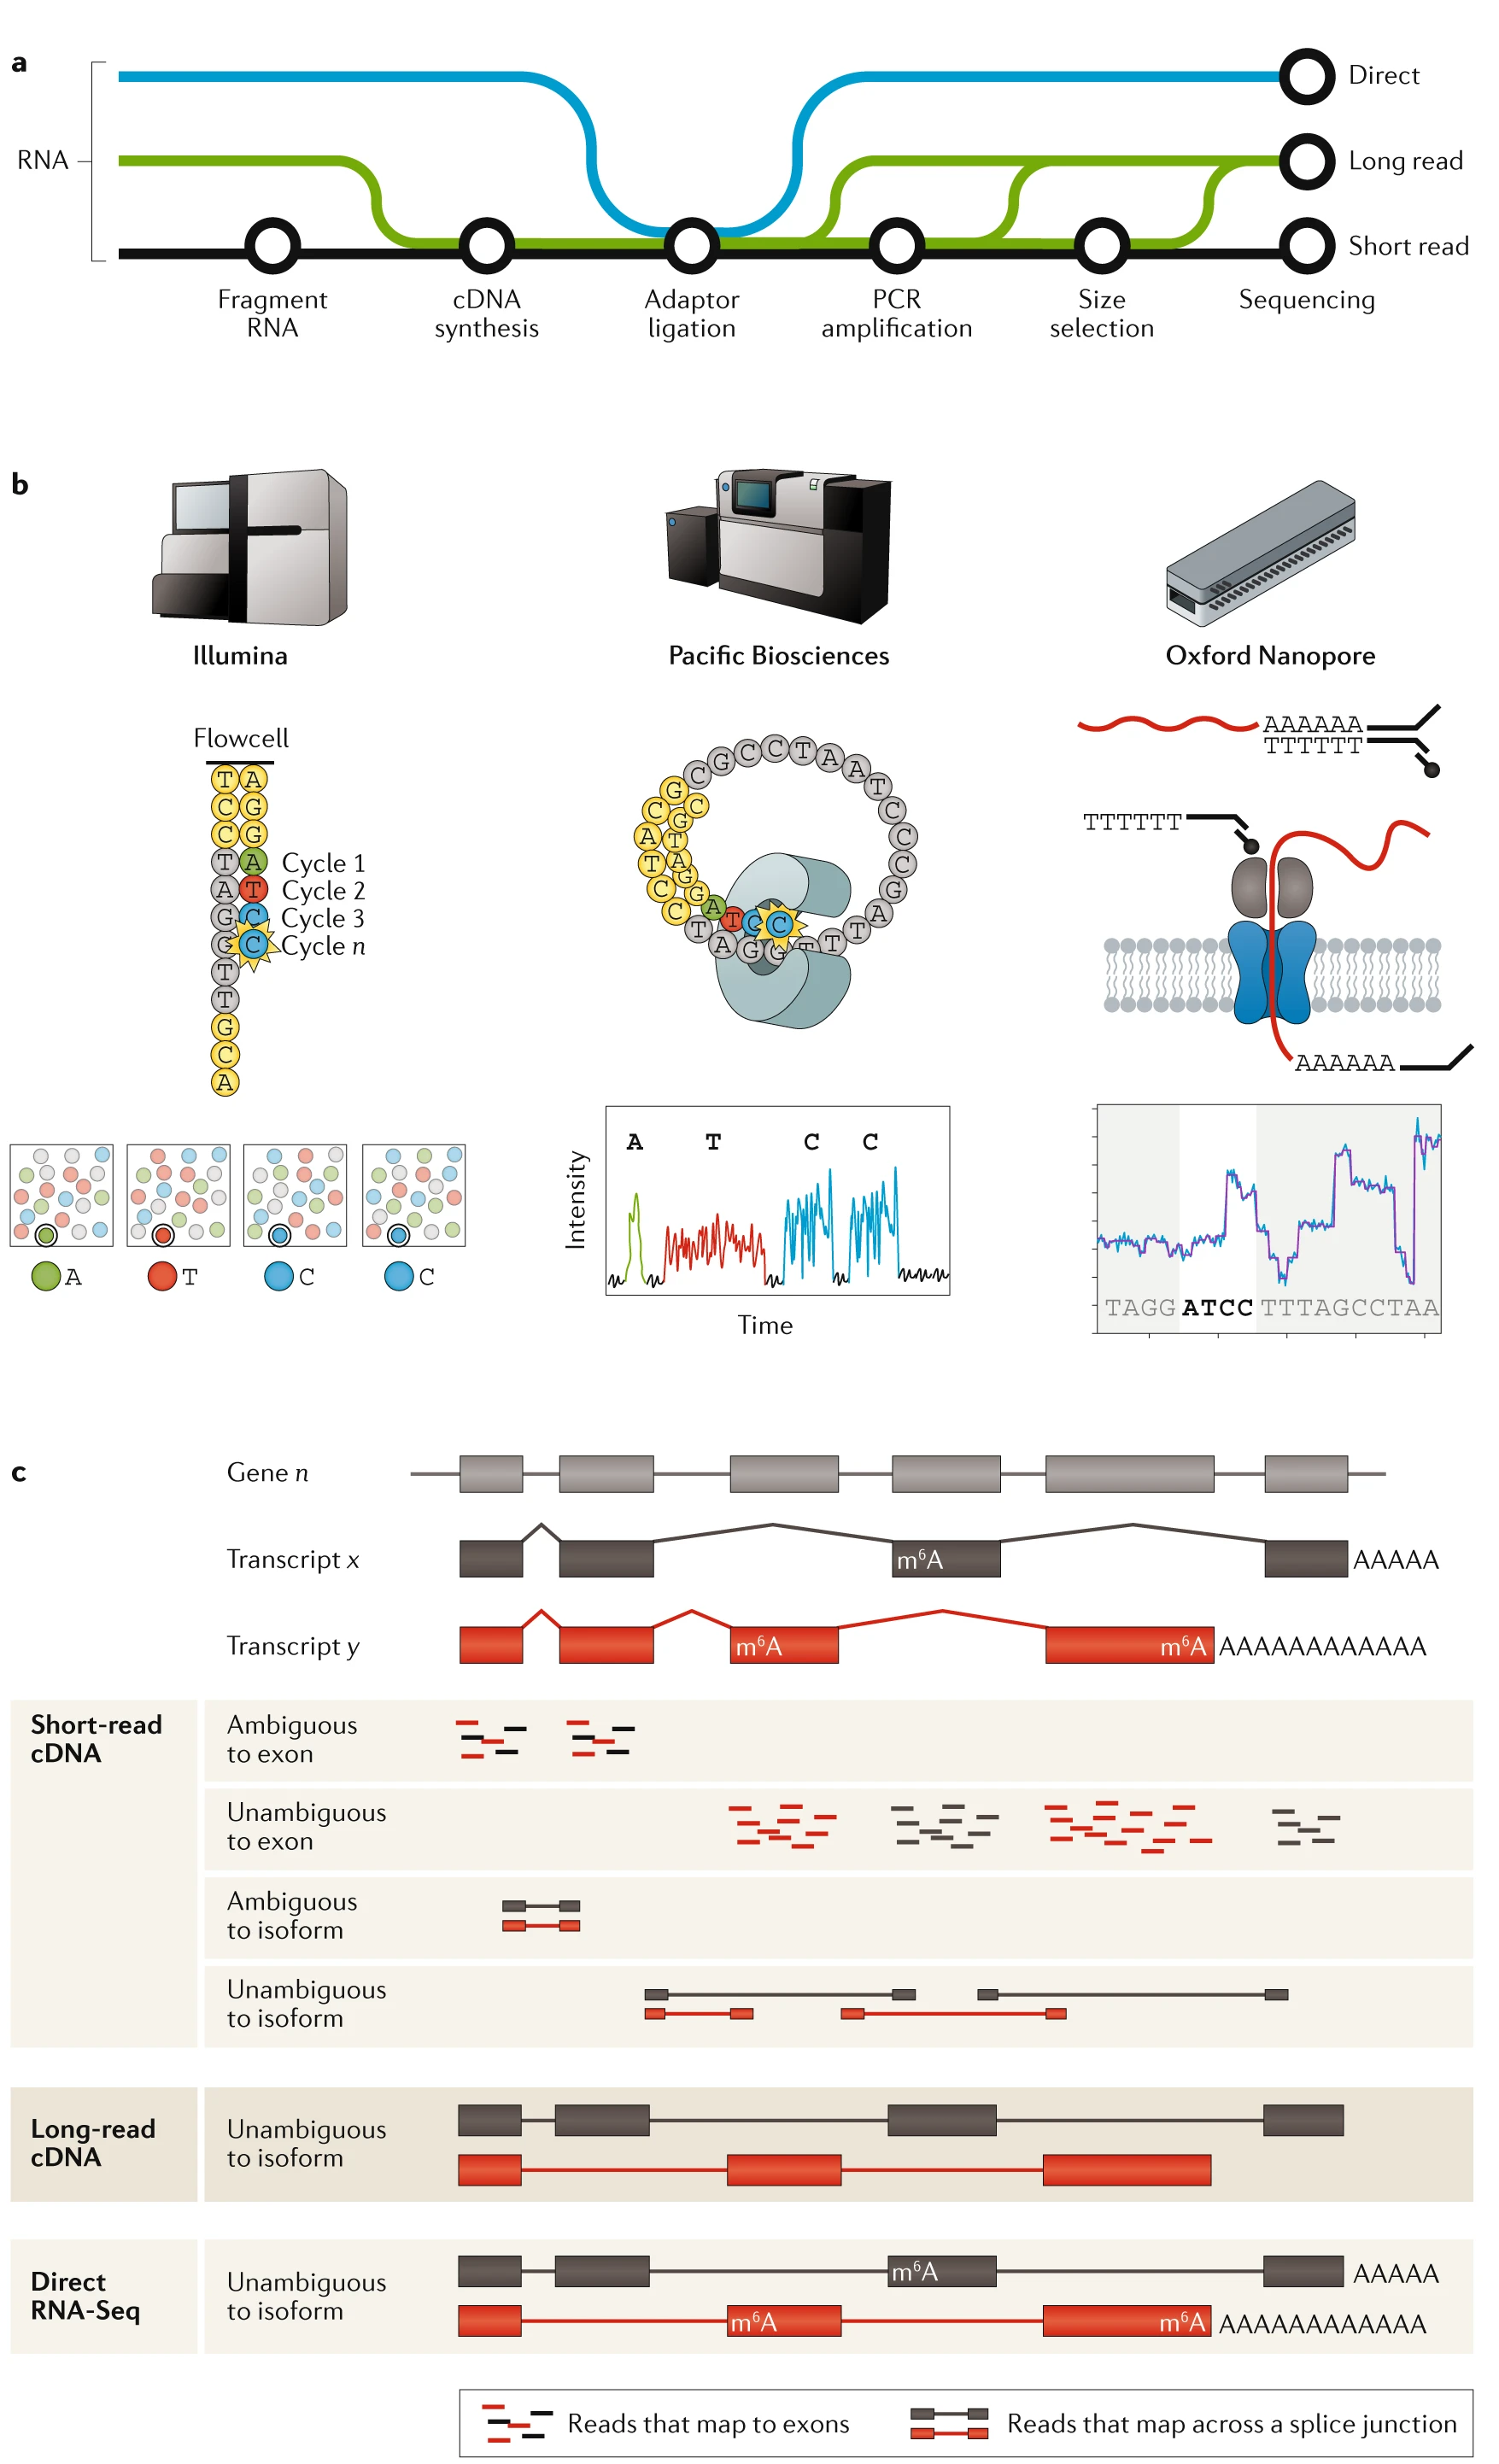 a
RNA
Direct
Long read
Short read
Fragment
RNA
cDNA
synthesis
Adaptor
ligation
PCR
amplification
Size
selection
Sequencing
b
Illumina
Pacific Biosciences
Oxford Nanopore
Flowcell
T A
C G
C G
T A Cycle 1
A T Cycle 2
G C Cycle 3
G C Cycle n
T
T
G
C
A
A
T
C
C
C G C C T A A T C C C G A T T T G G A T
G C A T C C
C G T A G G A T C C
Intensity
A T C C
Time
AAAAAA
TTTTTT
TTTTTT
AAAAAA
TAGG ATCC TTTAGCCTAA
c
Gene n
Transcript x
m⁶A
AAAAA
Transcript y
m⁶A
m⁶A
AAAAAAAAAAAA
Short-read
cDNA
Ambiguous
to exon
Unambiguous
to exon
Ambiguous
to isoform
Unambiguous
to isoform
Long-read
cDNA
Unambiguous
to isoform
Direct
RNA-Seq
Unambiguous
to isoform
m⁶A
AAAAA
m⁶A
m⁶A
AAAAAAAAAAAA
Reads that map to exons
Reads that map across a splice junction